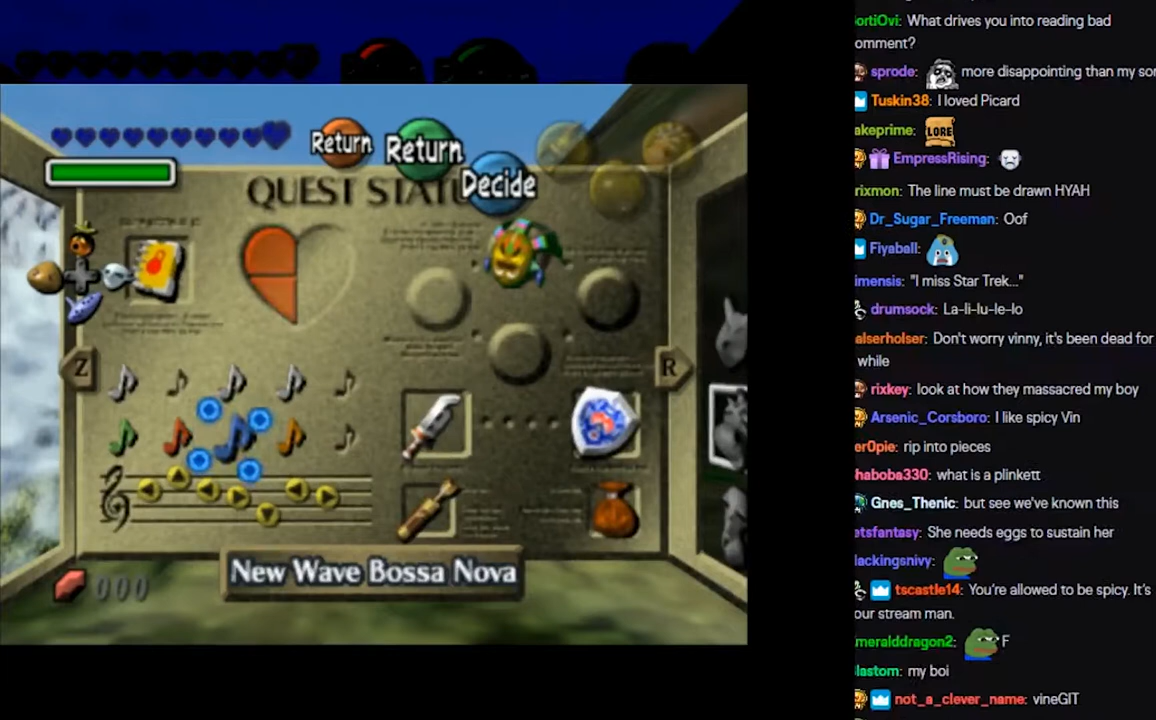 ortiOvi: What drives you into reading bad
omment?
sprode: more disappointing than my so
Tuskin38: I loved Picard
akeprime: LORE
EmpressRising:
rixmon: The line must be drawn HYAH
Dr_Sugar_Freeman: Oof
Fiyaball:
imensis: "I miss Star Trek..."
drumsock: La-li-lu-le-lo
alserholser: Don't worry vinny, it's been dead for
while
rixkey: look at how they massacred my boy
Arsenic_Corsboro: I like spicy Vin
er0pie: rip into pieces
haboba330: what is a plinkett
Gnes_Thenic: but see we've known this
etsfantasy: She needs eggs to sustain her
lackingsnivy:
tscastle14: You're allowed to be spicy. It's
our stream man.
meralddragon2: F
lastom: my boi
not_a_clever_name: vineGIT
Return
Return
Decide
QUEST STATU
Z
R
New Wave Bossa Nova
000